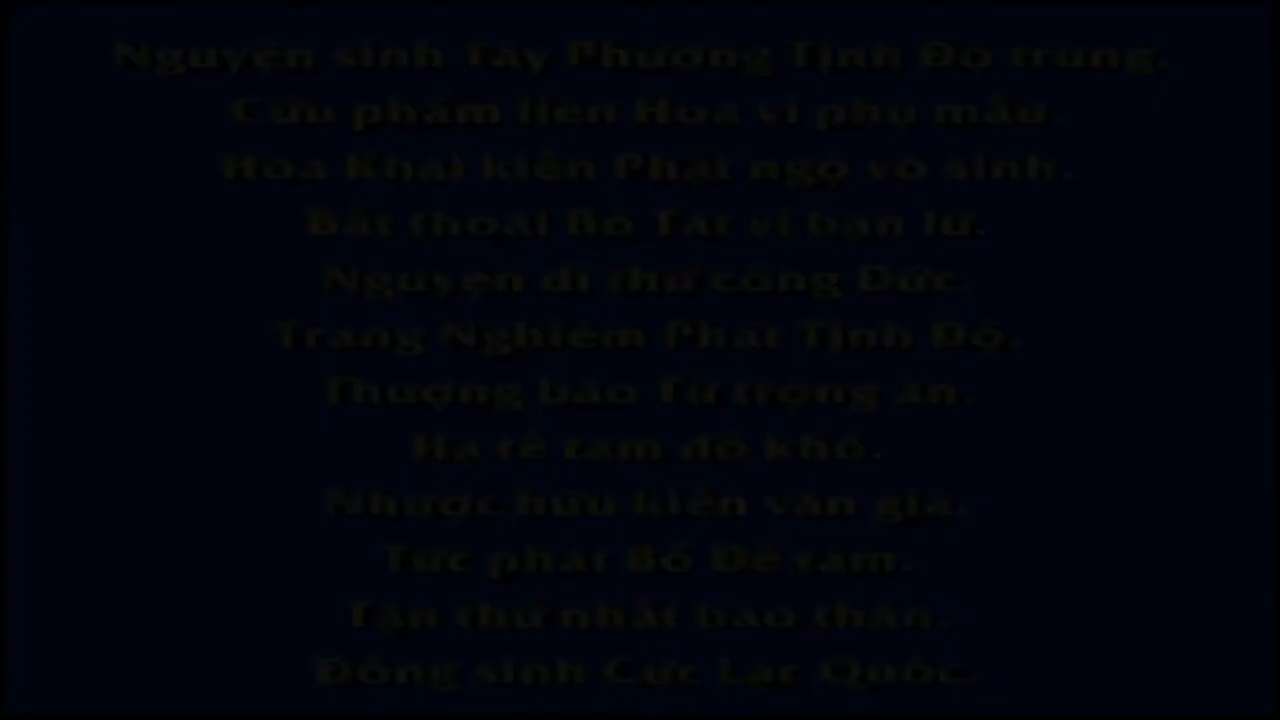 Nguyện sinh Tây Phương Tịnh Độ trung.
Cửu phẩm liên Hoa vi phụ mẫu.
Hoa Khai kiến Phật ngộ vô sinh.
Bất thoái Bồ Tát vi bạn lữ.
Nguyện dĩ thử công Đức.
Trang Nghiêm Phật Tịnh Độ.
Thượng báo Tứ trọng ân.
Hạ tế tam đồ khổ.
Nhược hữu kiến văn giả.
Tức phát Bồ Đề tâm.
Tận thử nhất báo thân.
Đồng sinh Cực Lạc Quốc.